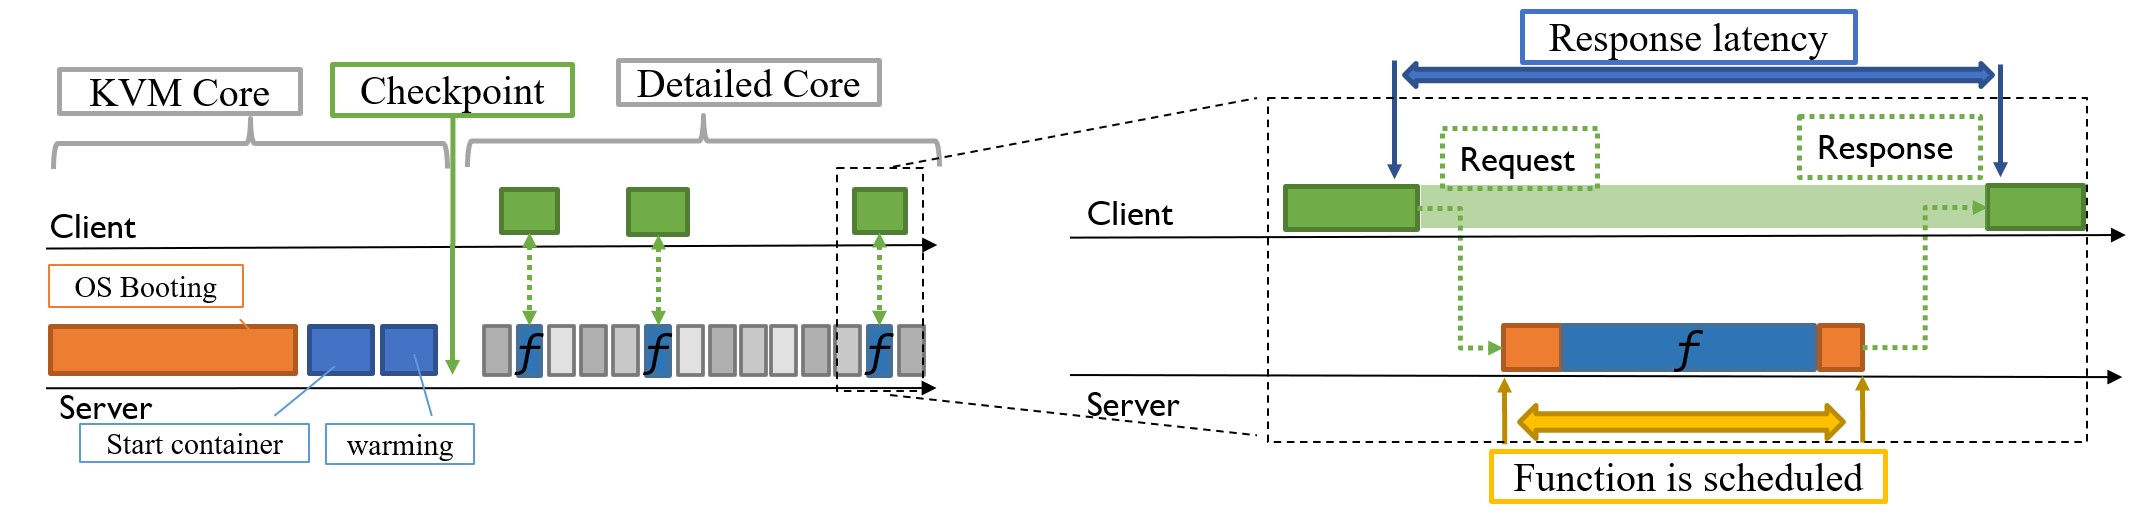 KVM Core
Checkpoint
Detailed Core
Client
OS Booting
f
f
f
Server
Start container
warming
Response latency
Request
Response
Client
f
Server
Function is scheduled